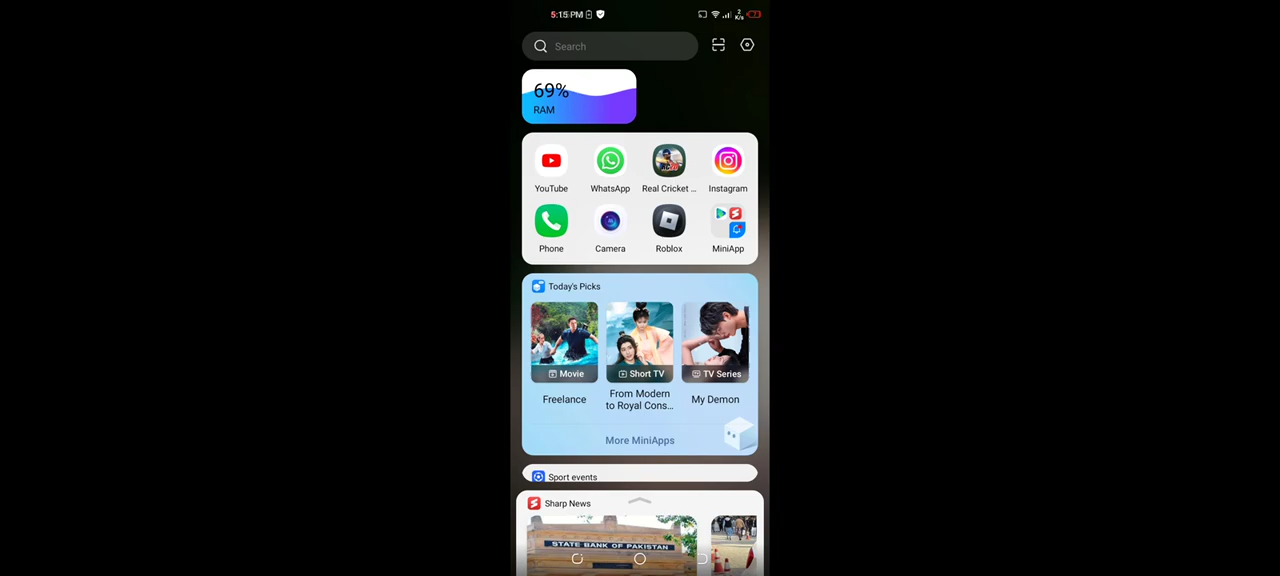 5:15 PM
2
K/s
7
Search
69%
RAM
YouTube
WhatsApp
Real Cricket ...
Instagram
Phone
Camera
Roblox
MiniApp
Today's Picks
Movie
Short TV
TV Series
Freelance
From Modern
to Royal Cons...
My Demon
More MiniApps
Sport events
Sharp News
STATE BANK OF PAKISTAN